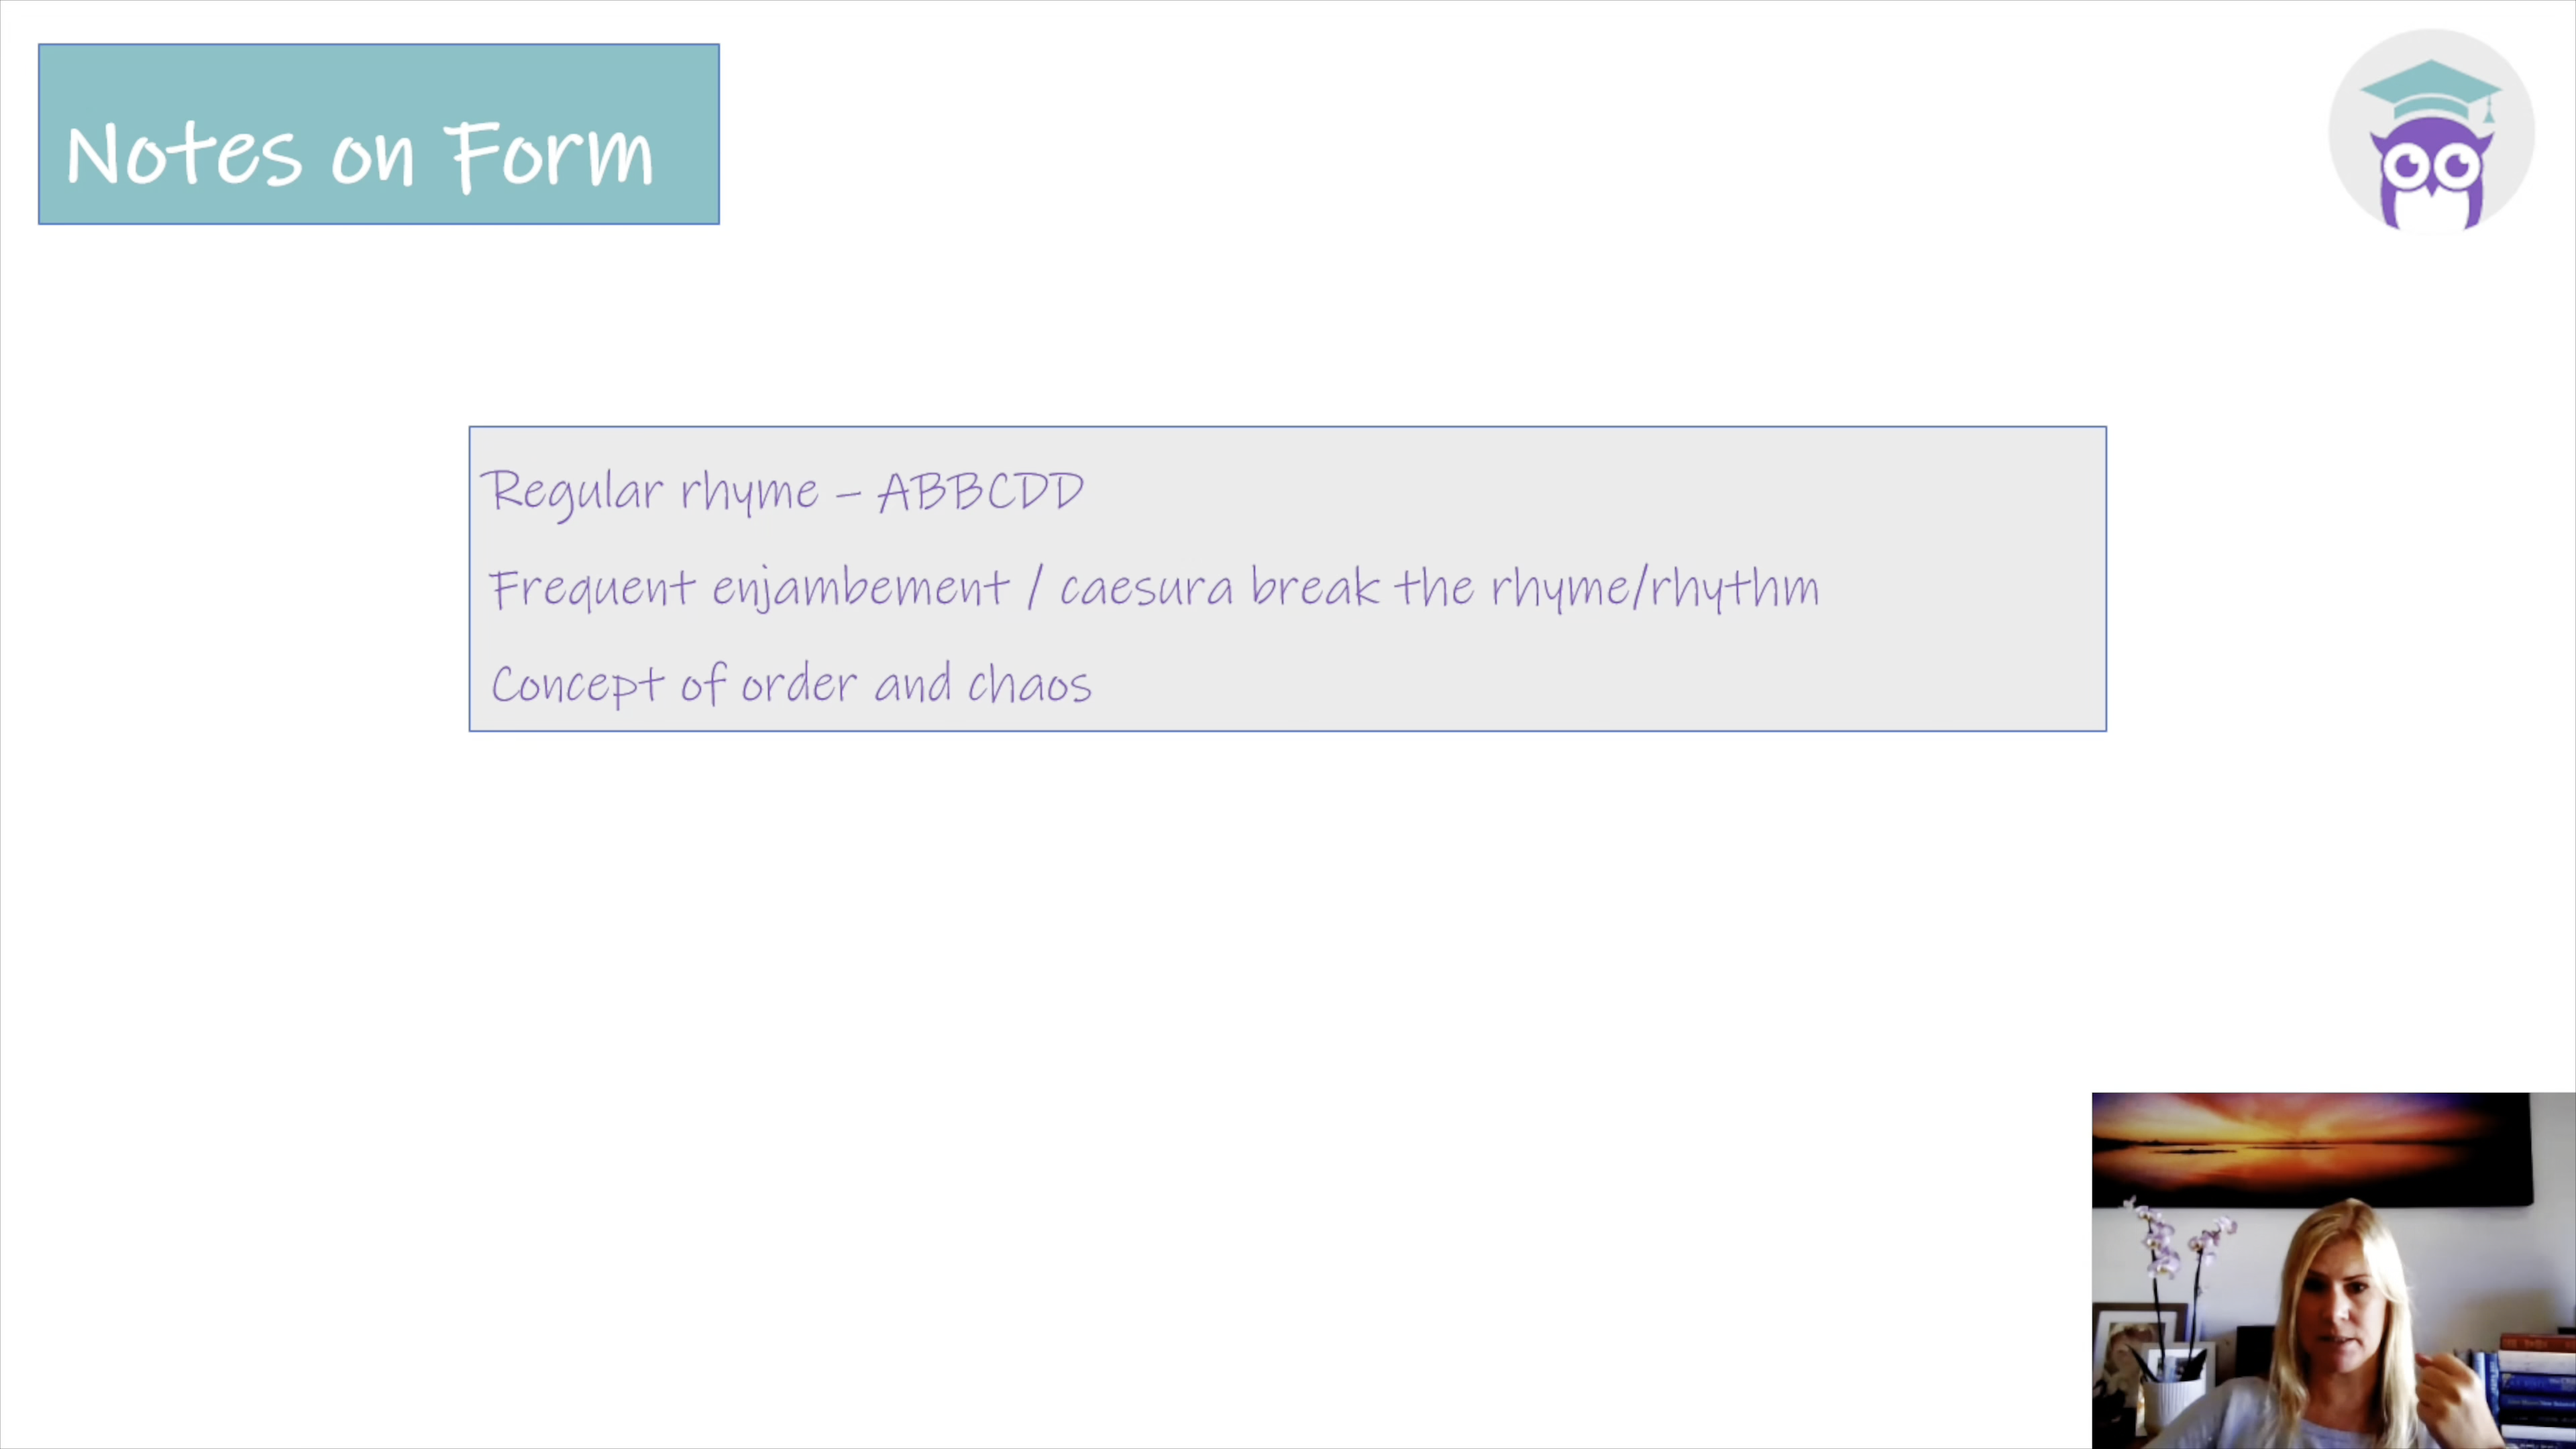 Notes on Form
Regular rhyme – ABBCDD
Frequent enjambement / caesura break the rhyme/rhythm
Concept of order and chaos